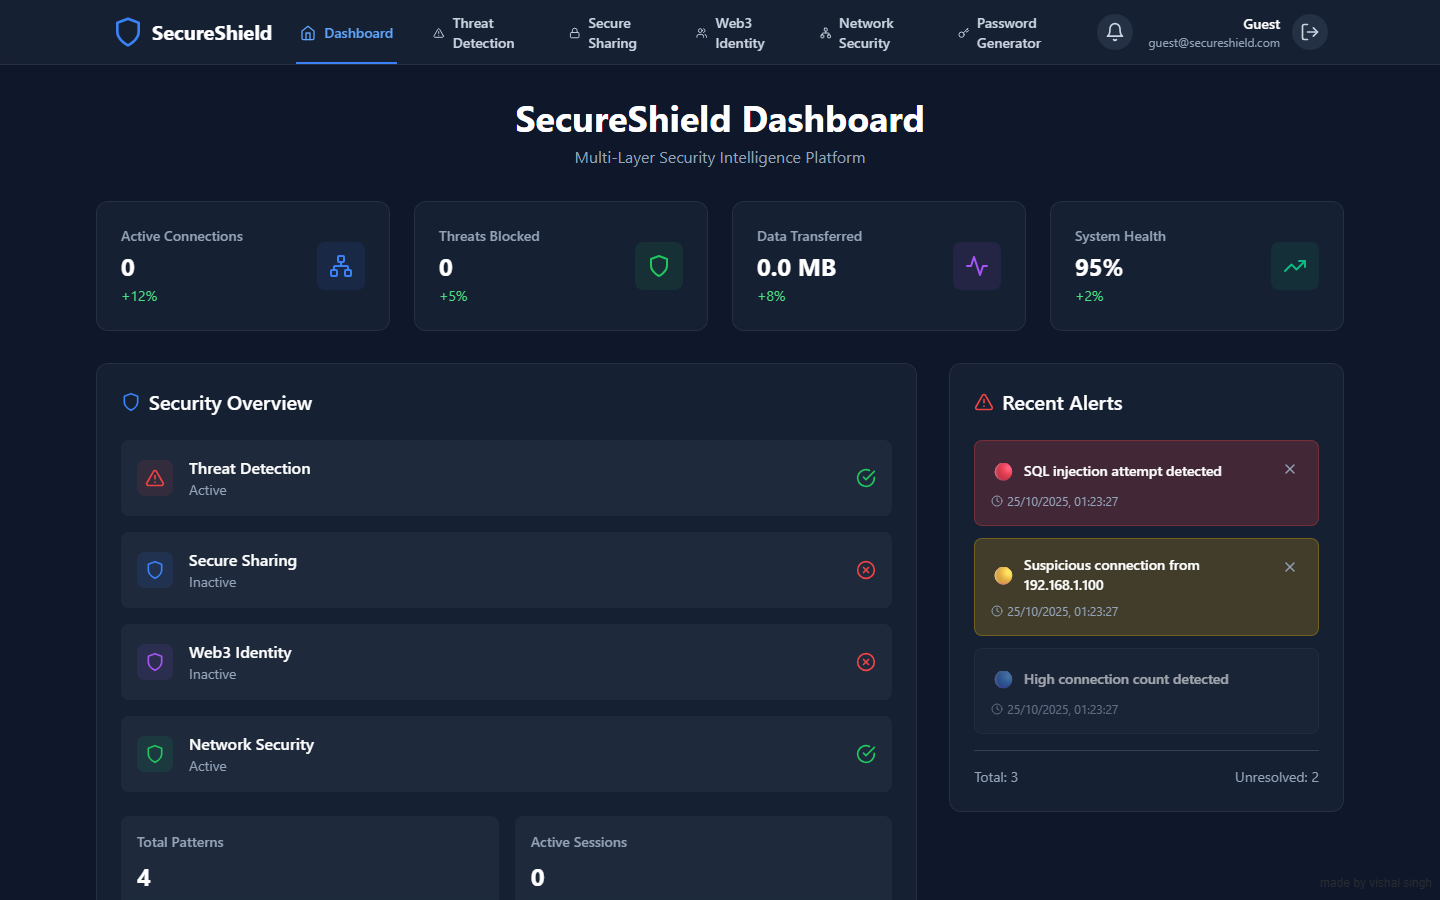 SecureShield
Dashboard
Threat
Detection
Secure
Sharing
Web3
Identity
Network
Security
Password
Generator
Guest
guest@secureshield.com
SecureShield Dashboard
Multi-Layer Security Intelligence Platform
Active Connections
0
+12%
Threats Blocked
0
+5%
Data Transferred
0.0 MB
+8%
System Health
95%
+2%
Security Overview
Threat Detection
Active
Secure Sharing
Inactive
Web3 Identity
Inactive
Network Security
Active
Total Patterns
4
Active Sessions
0
Recent Alerts
SQL injection attempt detected
25/10/2025, 01:23:27
Suspicious connection from
192.168.1.100
25/10/2025, 01:23:27
High connection count detected
25/10/2025, 01:23:27
Total: 3
Unresolved: 2
made by vishal singh